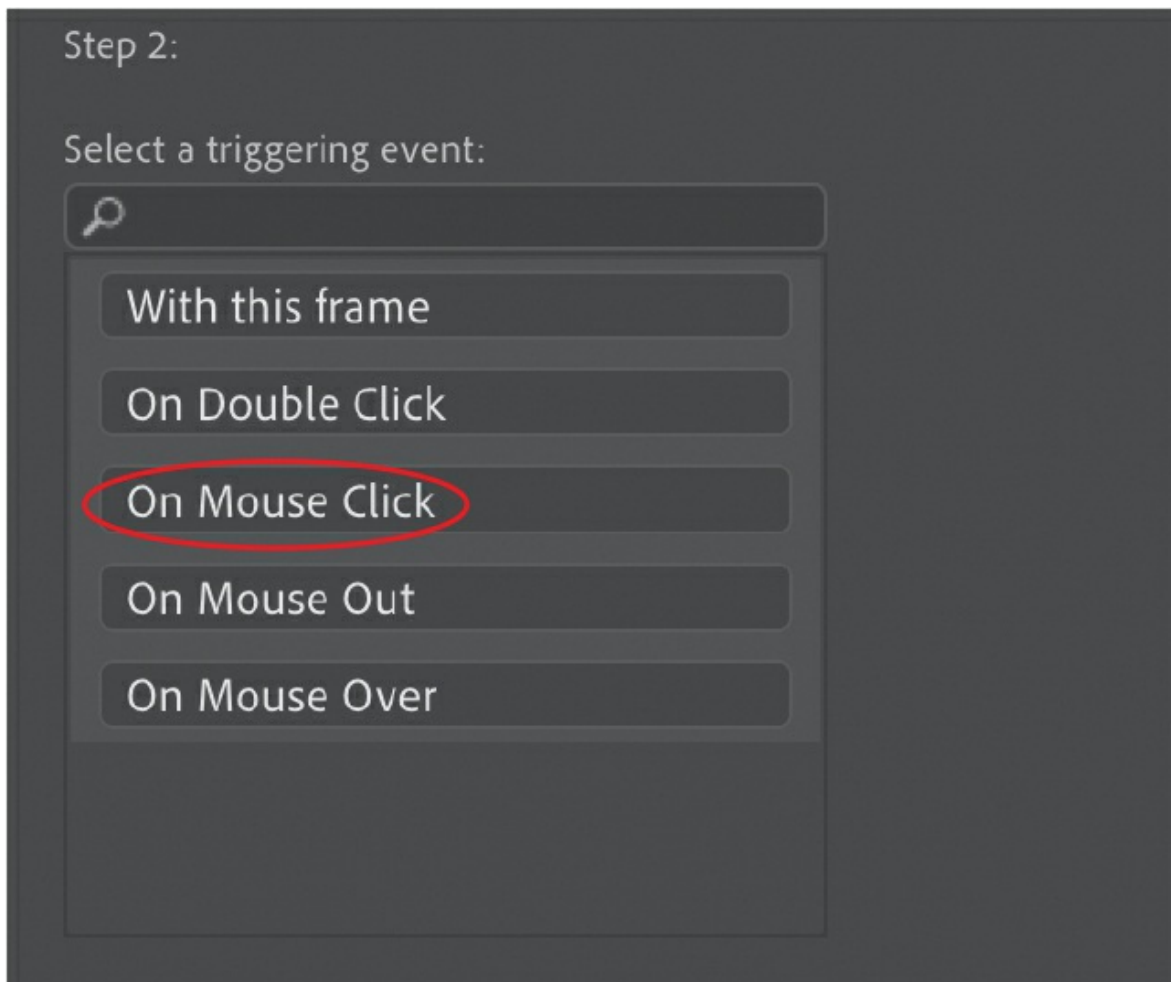 Step 2:
Select a triggering event:
With this frame
On Double Click
On Mouse Click
On Mouse Out
On Mouse Over